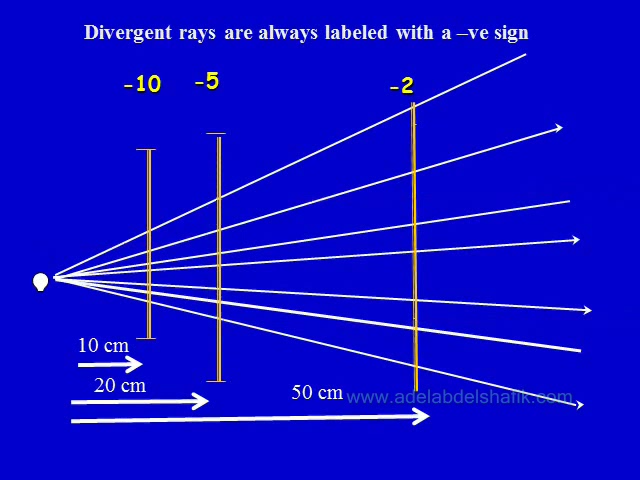 Divergent rays are always labeled with a –ve sign
-10
-5
-2
10 cm
20 cm
50 cm
www.adelabdelshafik.com